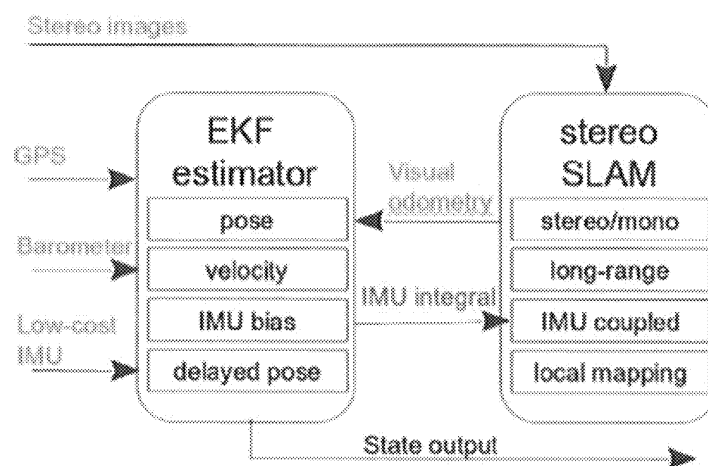 Stereo images
EKF
estimator
GPS
Barometer
Low-cost
IMU
pose
velocity
IMU bias
delayed pose
Visual
odometry
IMU integral
stereo
SLAM
stereo/mono
long-range
IMU coupled
local mapping
State output